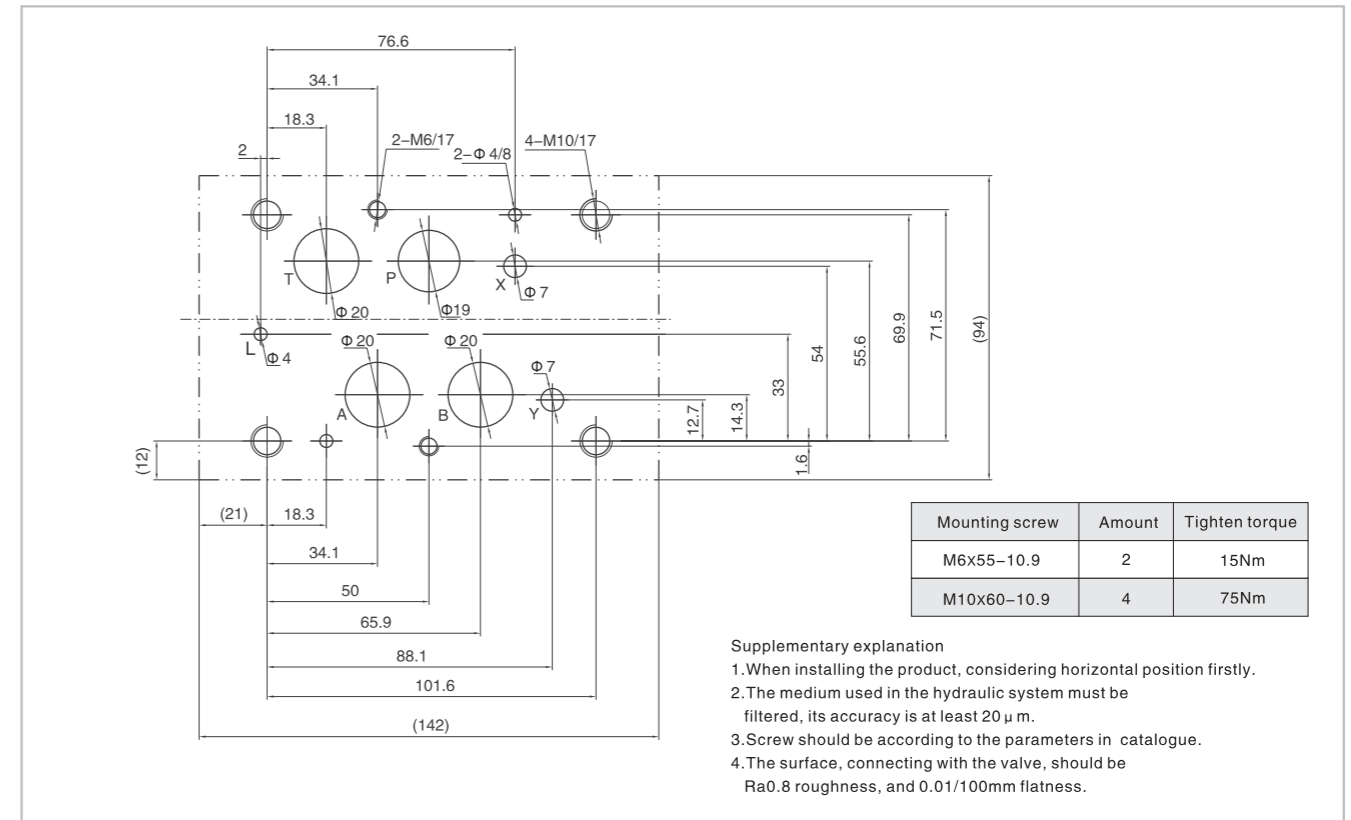 76.6
34.1
18.3
2
2-M6/17
2-Φ 4/8
4-M10/17
T
P
X
Φ 7
Φ 20
Φ19
L
Φ 4
Φ 20
Φ 20
Φ 7
A
B
Y
12.7
14.3
33
1.6
54
55.6
69.9
71.5
(94)
(12)
(21)
18.3
34.1
50
65.9
88.1
101.6
(142)
Mounting screw Amount Tighten torque
M6x55-10.9 2 15Nm
M10x60-10.9 4 75Nm
Supplementary explanation
1.When installing the product, considering horizontal position firstly.
2.The medium used in the hydraulic system must be
filtered, its accuracy is at least 20 μ m.
3.Screw should be according to the parameters in catalogue.
4.The surface, connecting with the valve, should be
Ra0.8 roughness, and 0.01/100mm flatness.